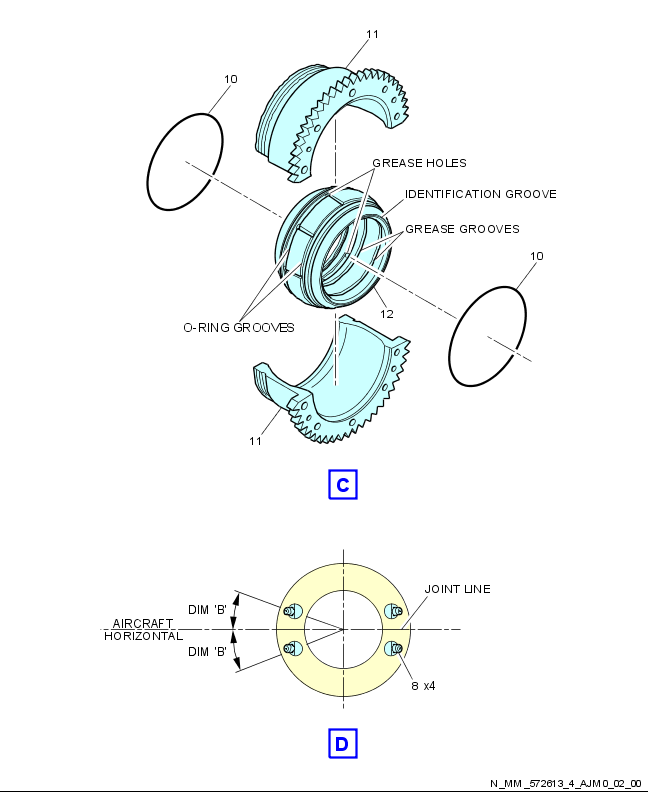 11
10
GREASE HOLES
IDENTIFICATION GROOVE
GREASE GROOVES
10
12
O-RING GROOVES
11
C
JOINT LINE
DIM 'B'
AIRCRAFT
HORIZONTAL
DIM 'B'
8 x4
D
N_MM_572613_4_AJM0_02_00